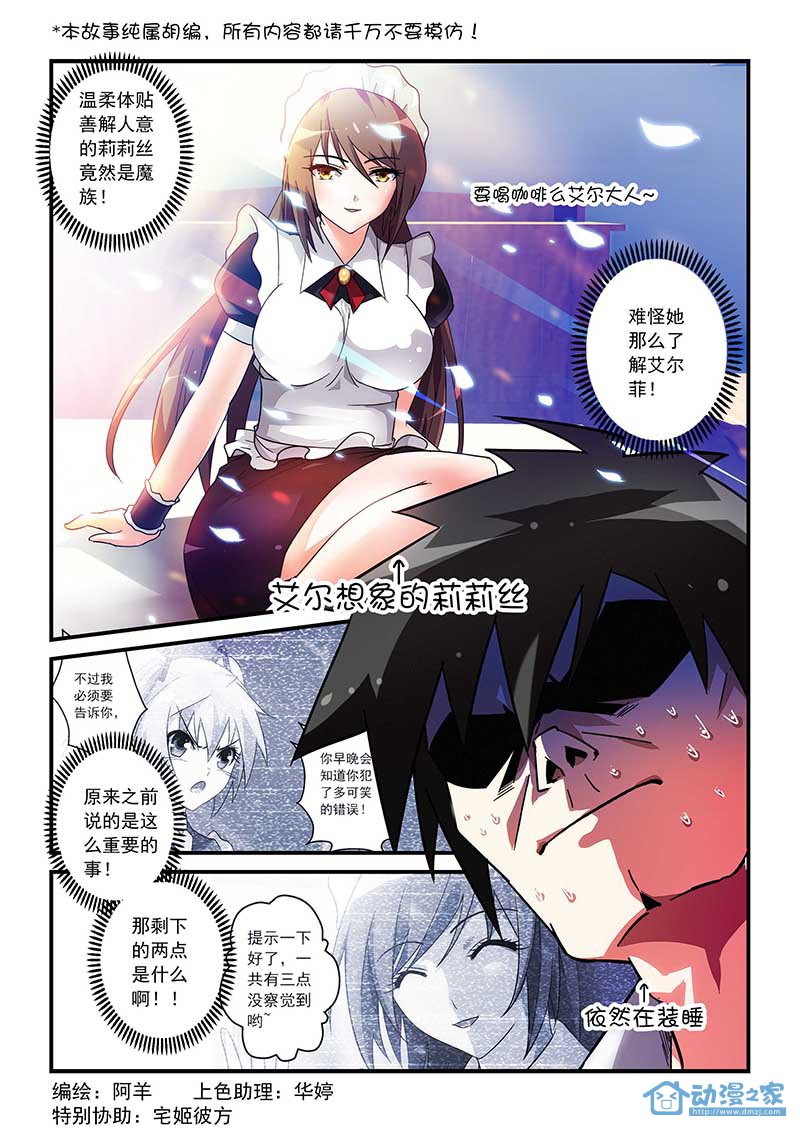 *本故事纯属胡编，所有内容都请千万不要模仿！
温柔体贴
善解人意
的莉莉丝
竟然是魔
族！
要喝咖啡么艾尔大人~
难怪她
那么了
解艾尔
菲！
艾尔想象的莉莉丝
不过我
必须要
告诉你，
你早晚会
知道你犯
了多可笑
的错误！
原来之前
说的是这
么重要的
事！
那剩下
的两点
是什么
啊！！
提示一下
好了，一
共有三点
没察觉到
哟~
依然在装睡
编绘：阿羊 上色助理：华婷
特别协助：宅姬彼方
动漫之家
http://www.dmzj.com